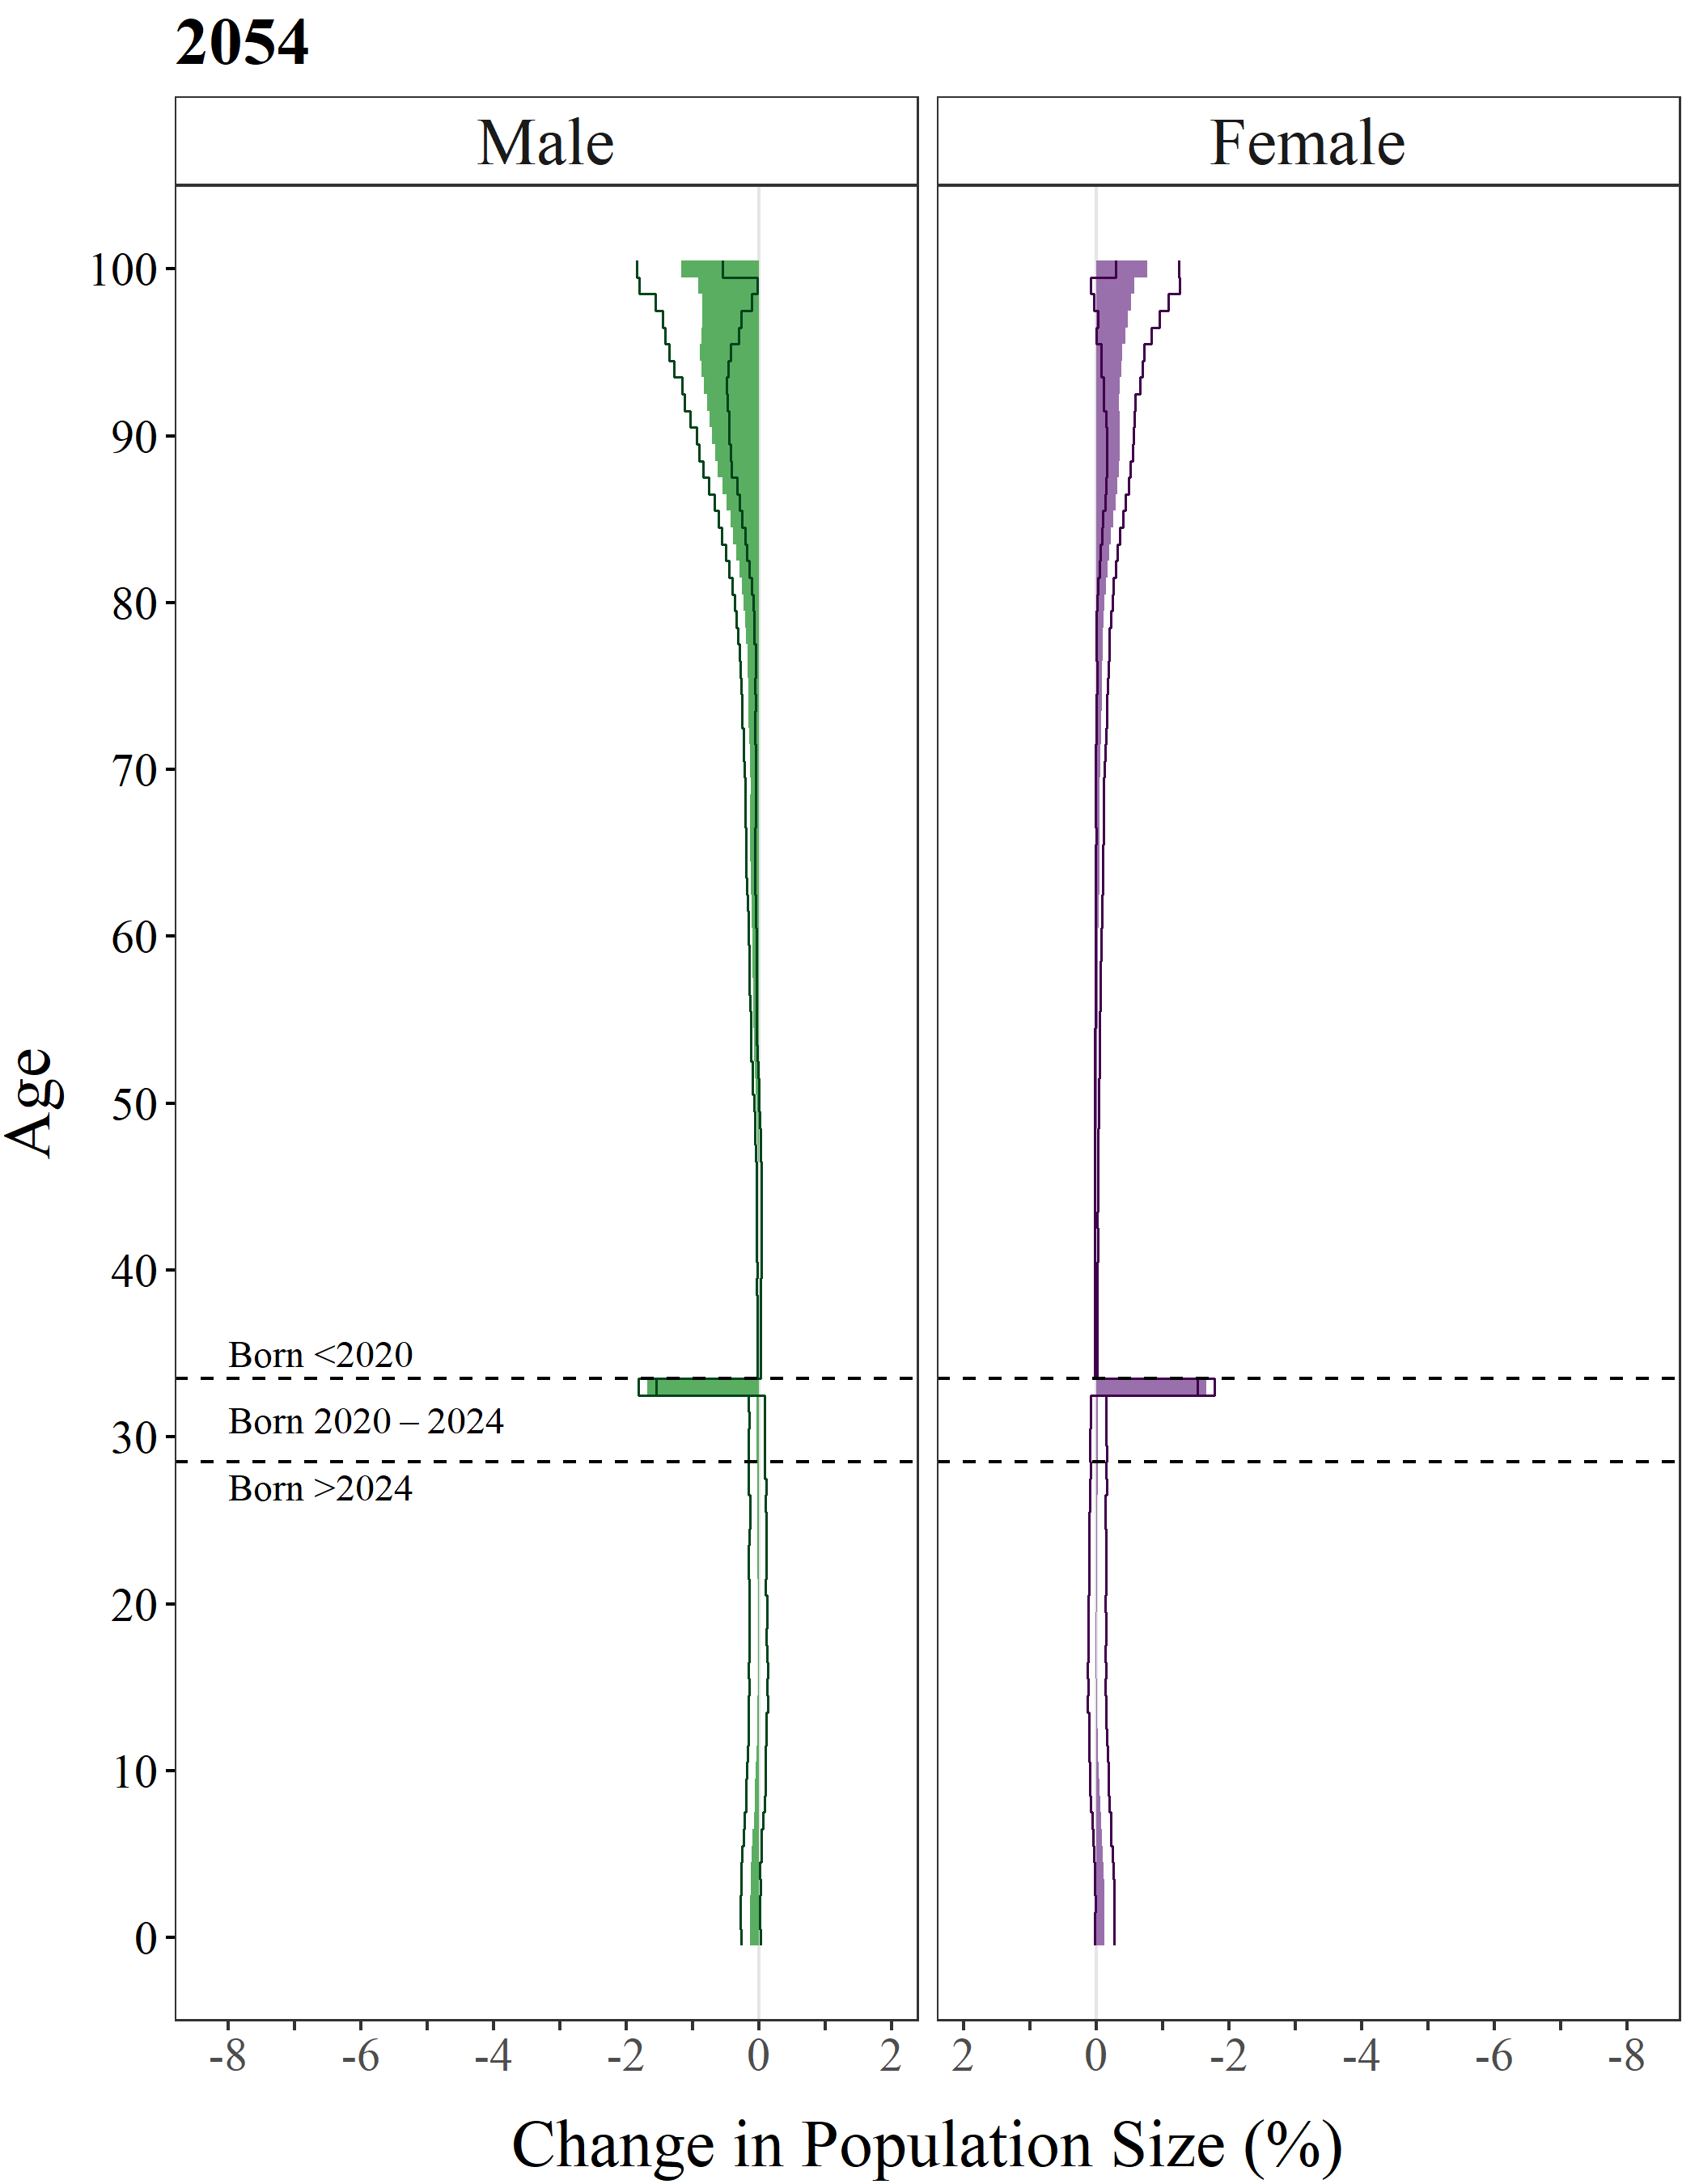 2054
Male
Female
100
90
80
70
60
50
40
30
20
10
0
Age
Born <2020
Born 2020 – 2024
Born >2024
-8 -6 -4 -2 0 2 2 0 -2 -4 -6 -8
Change in Population Size (%)